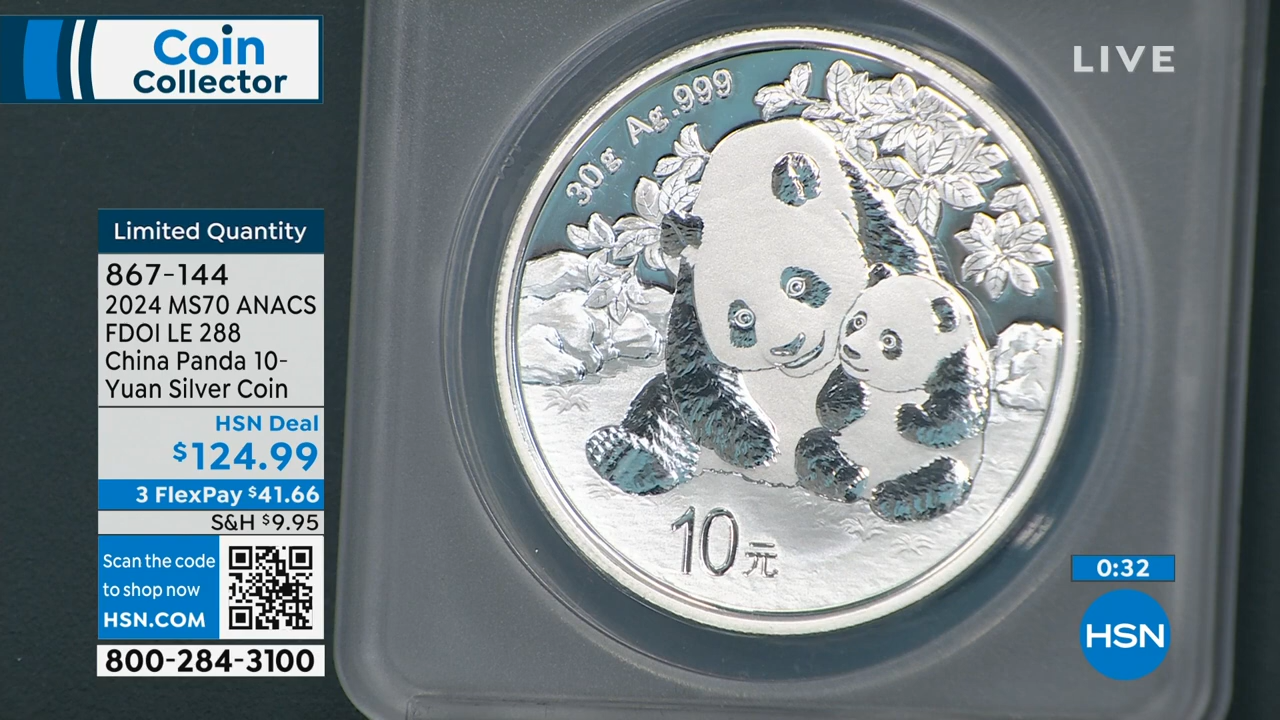 Coin
Collector
LIVE
30g Ag.999
10元
Limited Quantity
867-144
2024 MS70 ANACS
FDOI LE 288
China Panda 10-
Yuan Silver Coin
HSN Deal
$124.99
3 FlexPay $41.66
S&H $9.95
Scan the code
to shop now
HSN.COM
800-284-3100
0:32
HSN